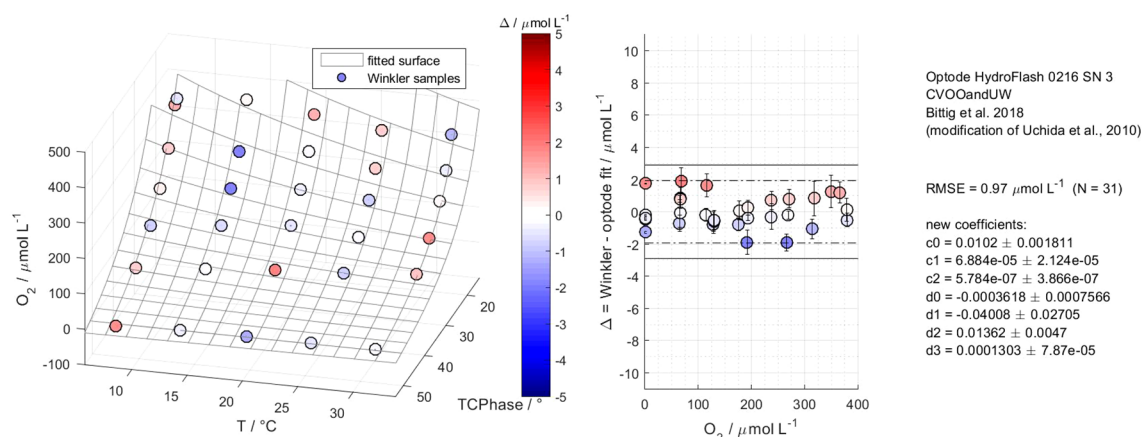 Δ / μmol L-1
fitted surface
Winkler samples
5
4
3
2
1
0
-1
-2
-3
-4
-5
O2 / μmol L-1
500
400
300
200
100
0
-100
10
15
20
25
30
T / °C
20
30
40
50
TCPhase / °
Δ = Winkler - optode fit / μmol L-1
10
8
6
4
2
0
-2
-4
-6
-8
-10
0
100
200
300
400
O2 / μmol L-1
Optode HydroFlash 0216 SN 3
CVOOandUW
Bittig et al. 2018
(modification of Uchida et al., 2010)
RMSE = 0.97 μmol L-1 (N = 31)
new coefficients:
c0 = 0.0102 ± 0.001811
c1 = 6.884e-05 ± 2.124e-05
c2 = 5.784e-07 ± 3.866e-07
d0 = -0.0003618 ± 0.0007566
d1 = -0.04008 ± 0.02705
d2 = 0.01362 ± 0.0047
d3 = 0.0001303 ± 7.87e-05